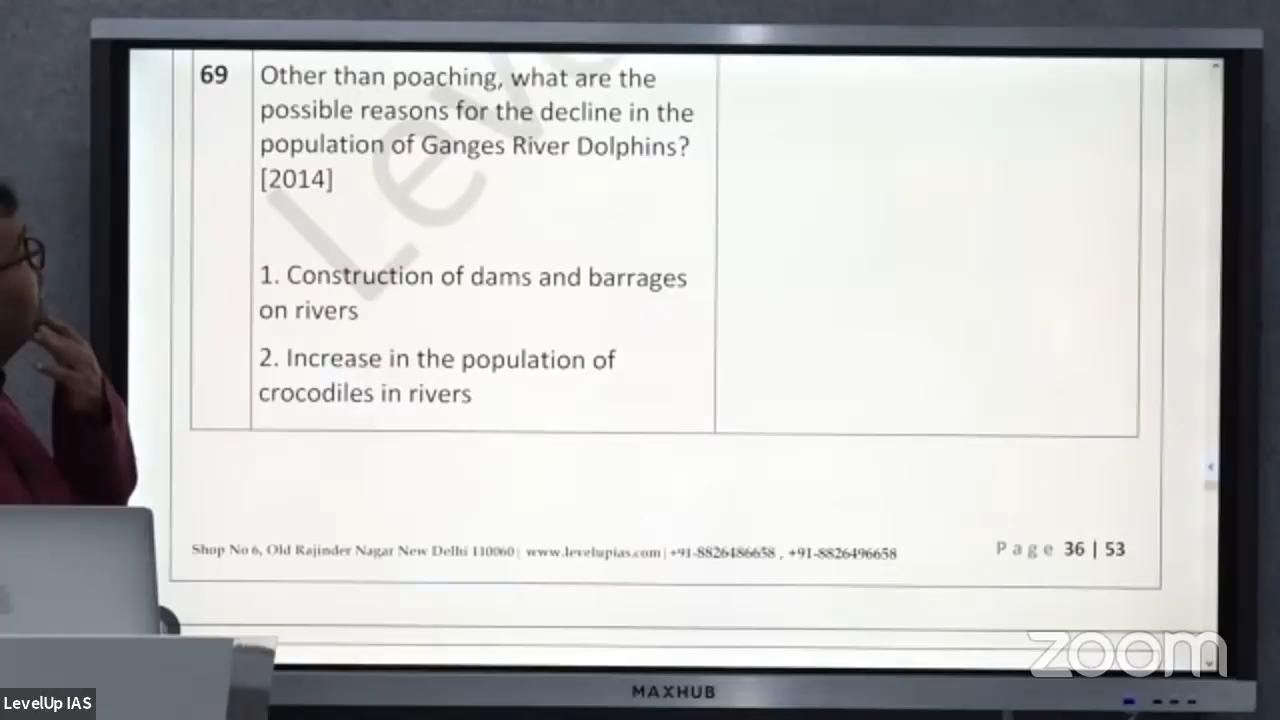 69
Other than poaching, what are the
possible reasons for the decline in the
population of Ganges River Dolphins?
[2014]
1. Construction of dams and barrages
on rivers
2. Increase in the population of
crocodiles in rivers
Leve
Shop No 6, Old Rajinder Nagar New Delhi 110060| www.levelupias.com | +91-8826486658 , +91-8826496658
Page 36 | 53
zoom
MAXHUB
LevelUp IAS